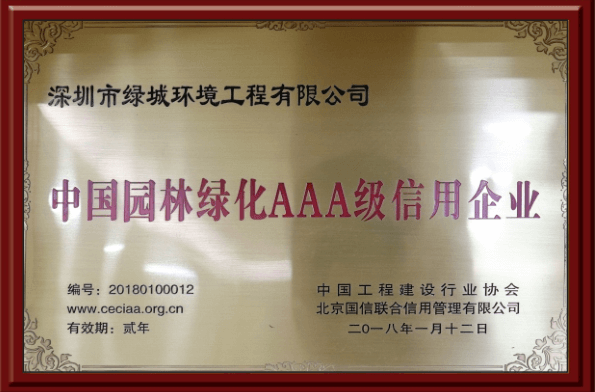 深圳市绿城环境工程有限公司
中国园林绿化AAA级信用企业
编号：20180100012
www.ceciaa.org.cn
有效期：贰年
中国工程建设行业协会
北京国信联合信用管理有限公司
二〇一八年一月十二日